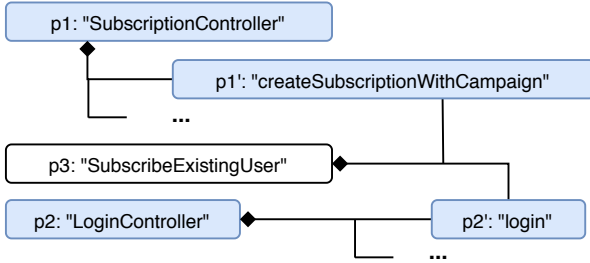 p1: "SubscriptionController"
p1': "createSubscriptionWithCampaign"
...
p3: "SubscribeExistingUser"
p2: "LoginController"
p2': "login"
...